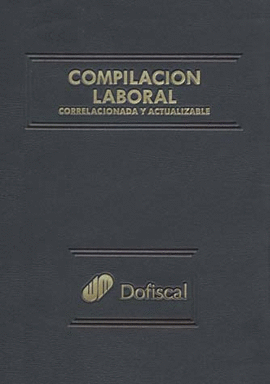 COMPILACION
LABORAL
CORRELACIONADA Y ACTUALIZABLE
Dofiscal